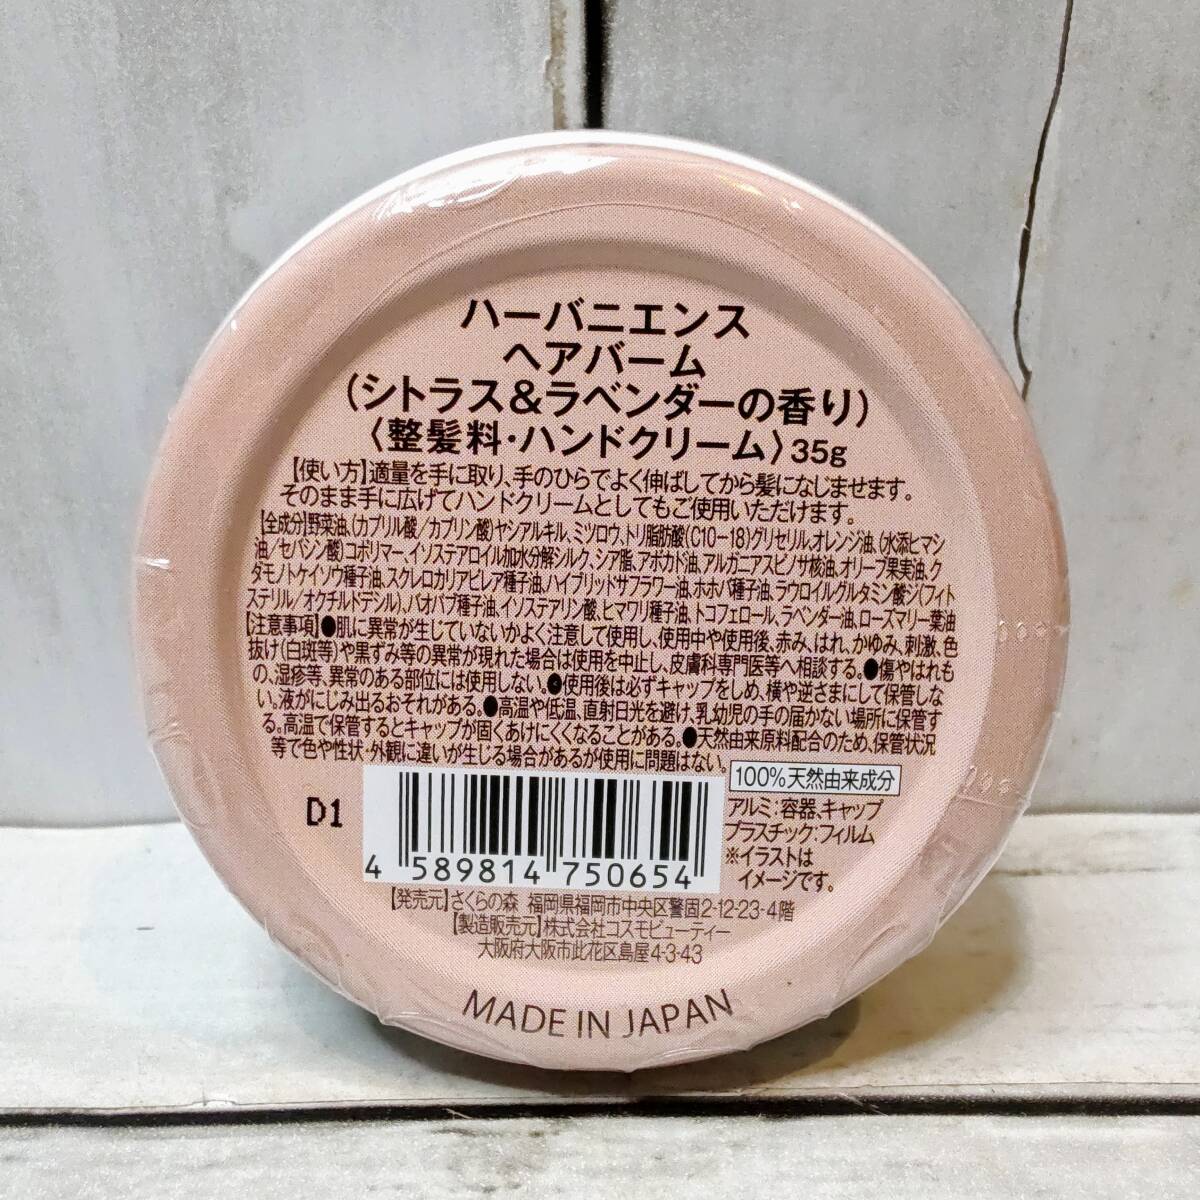 ハーバニエンス
ヘアバーム
(シトラス&ラベンダーの香り)
〈整髪料・ハンドクリーム〉35g
【使い方】適量を手に取り、手のひらでよく伸ばしてから髪になじませます。
そのまま手に広げてハンドクリームとしてもご使用いただけます。
【全成分】野菜油、(カプリル酸/カプリン酸)ヤシアルキル、ミツロウ、トリ脂肪酸(C10-18)グリセリル、オレンジ油、(水添ヒマシ
油/セバシン酸)コポリマー、イソステアロイル加水分解シルク、シア脂、アボカド油、アルガニアスピノサ核油、オリーブ果実油、ク
ダモノトケイソウ種子油、スクレロカリアビレア種子油、ハイブリッドサフラワー油、ホホバ種子油、ラウロイルグルタミン酸ジ(フィト
ステリル/オクチルドデシル)、バオバブ種子油、イソステアリン酸、ヒマワリ種子油、トコフェロール、ラベンダー油、ローズマリー葉油
【注意事項】●肌に異常が生じていないかよく注意して使用し、使用中や使用後、赤み、はれ、かゆみ、刺激、色
抜け(白斑等)や黒ずみ等の異常が現れた場合は使用を中止し、皮膚科専門医等へ相談する。●傷やはれも
の、湿疹等、異常のある部位には使用しない。●使用後は必ずキャップをしめ、横や逆さまにして保管しな
い。液がにじみ出るおそれがある。●高温や低温、直射日光を避け、乳幼児の手の届かない場所に保管す
る。高温で保管するとキャップが固くあけにくくなることがある。●天然由来原料配合のため、保管状況
等で色や性状・外観に違いが生じる場合があるが使用に問題はない。
100%天然由来成分
アルミ:容器、キャップ
プラスチック:フィルム
※イラストは
イメージです。
D1
4 589814 750654
【発売元】さくらの森 福岡県福岡市中央区警固2-12-23-4階
【製造販売元】株式会社コスモビューティー
大阪府大阪市此花区島屋4-3-43
MADE IN JAPAN